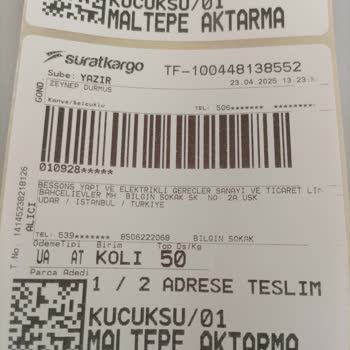 KUCUKSU/01
MALTEPE AKTARMA
suratkargo
TF-100448138552
Sube: YAZIR
23.04.2025 13.23
GOND
ZEYNEP DURMUS
Konya/Selcuklu
TEL: 506*******
010928*****
T No 14145238218126
ALICI
BESSONS YAPT VE ELEKTRIKLI GERECLER SANAYI VE TICARET LIM
BAHCELIEVLER MH. BILGIN SOKAK SK. NO 2A USK
UDAR / ISTANBUL / TURKIYE
TEL: 539******* 8506222068 BILGIN SOKAK
OdemeTipi Birim Top Ds/Kg
UA AT KOLI 50
Parca Adedi
1 / 2 ADRESE TESLIM
KUCUKSU/01
MALTEPE AKTARMA